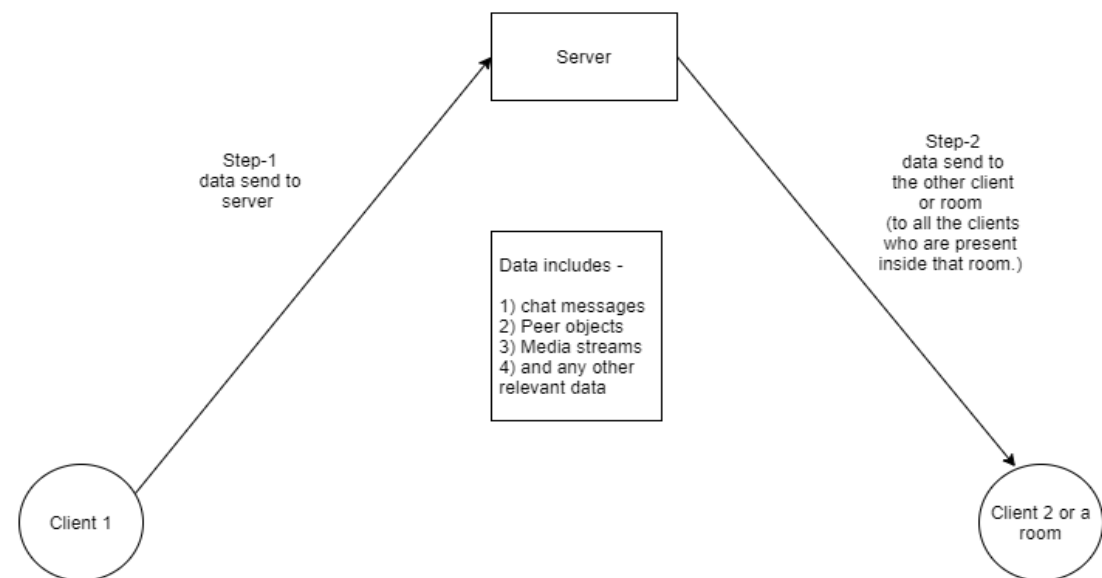 Server
Step-1
data send to
server
Step-2
data send to
the other client
or room
(to all the clients
who are present
inside that room.)
Data includes -
1) chat messages
2) Peer objects
3) Media streams
4) and any other
relevant data
Client 1
Client 2 or a
room